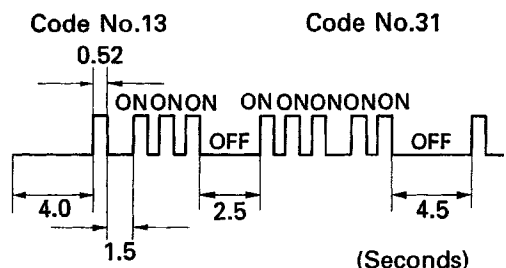 Code No.13 Code No.31
0.52
ON ON ON ON ON ON ON ON
OFF OFF
4.0 2.5 4.5
1.5
(Seconds)